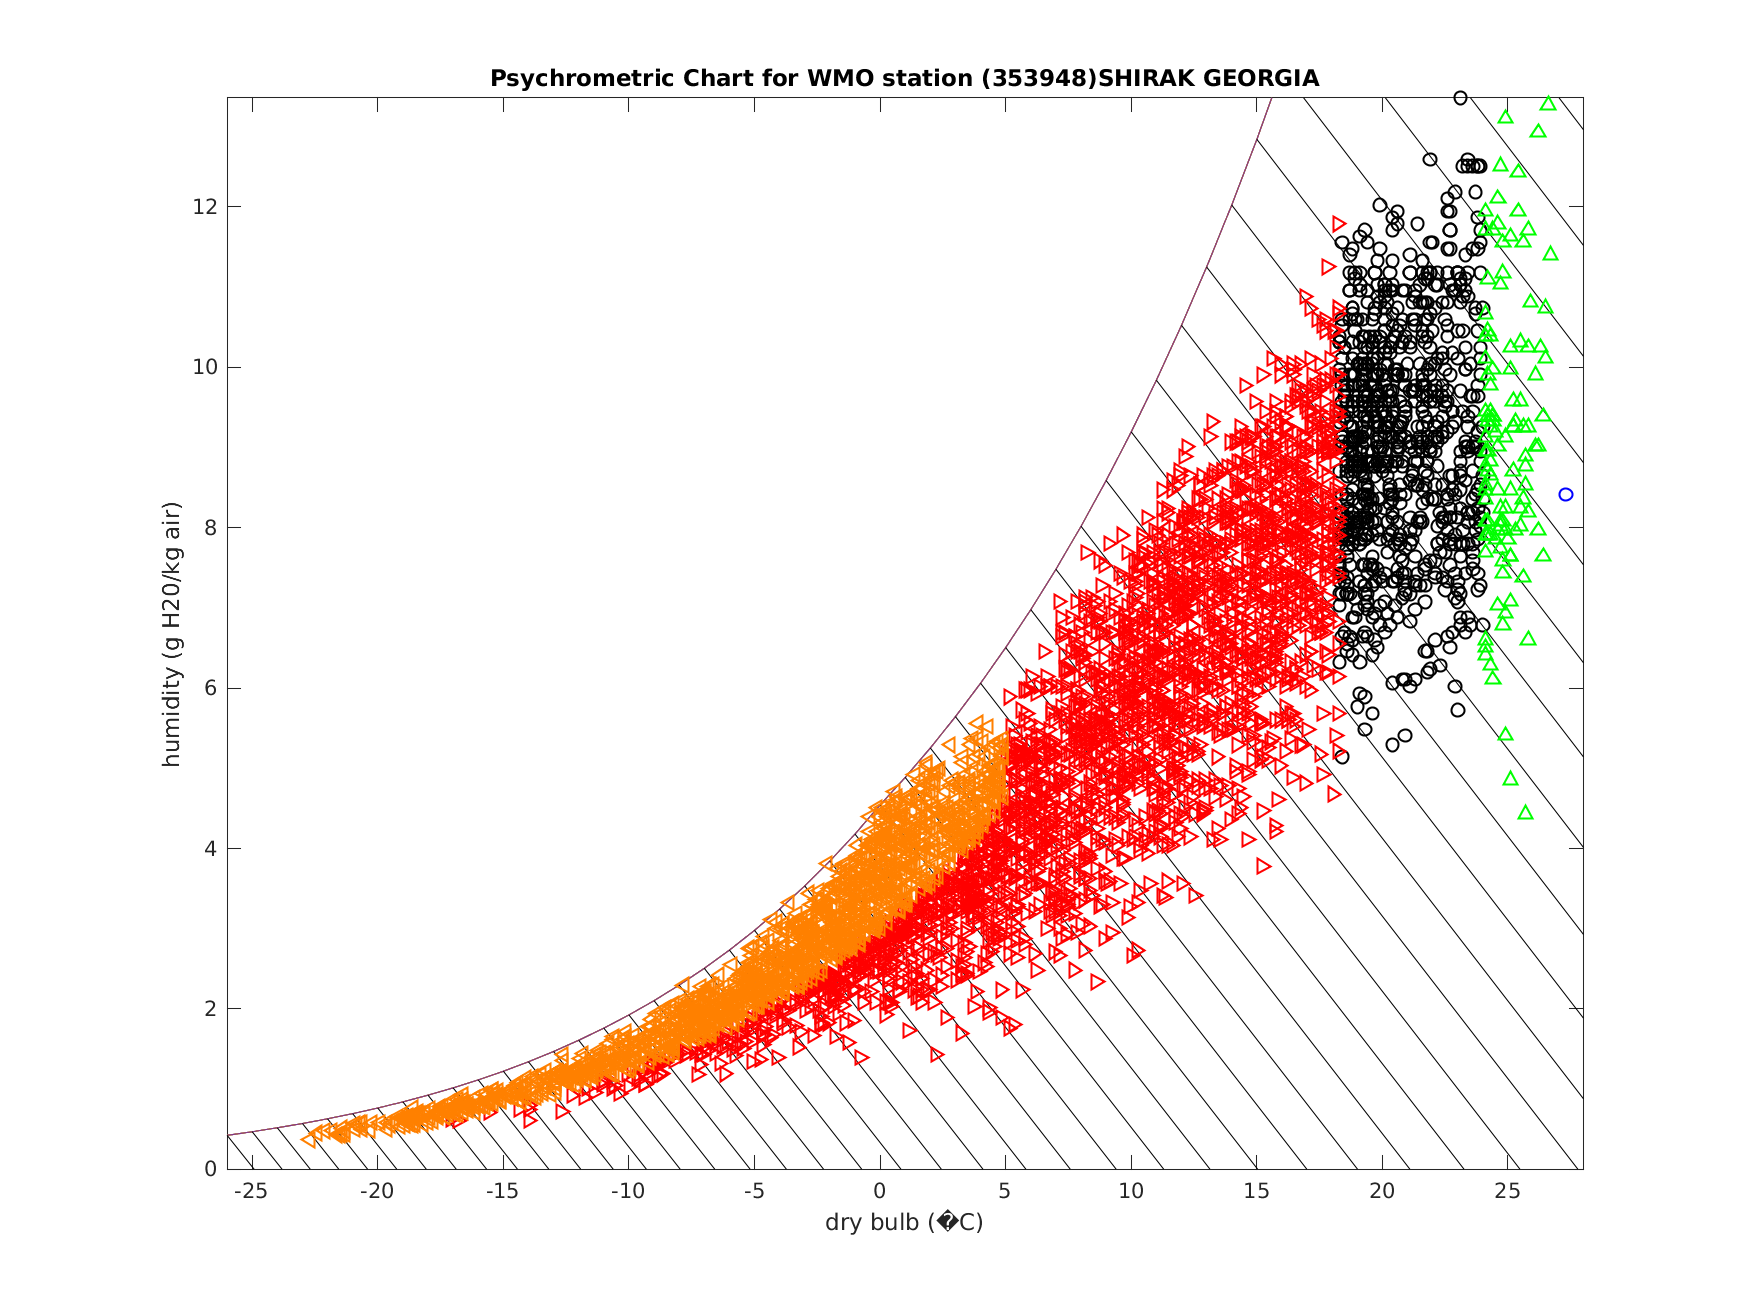 Psychrometric Chart for WMO station (353948)SHIRAK GEORGIA
humidity (g H20/kg air)
12
10
8
6
4
2
0
-25 -20 -15 -10 -5 0 5 10 15 20 25
dry bulb (�C)